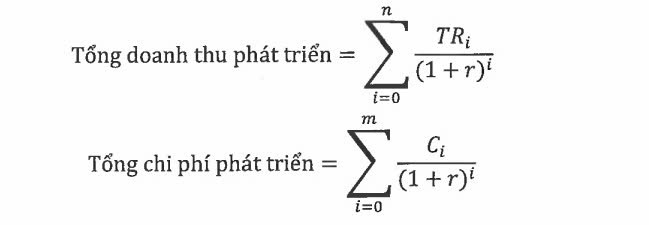 Tổng doanh thu phát triển = \sum_{i=0}^{n} \frac{TR_i}{(1+r)^i}
Tổng chi phí phát triển = \sum_{i=0}^{m} \frac{C_i}{(1+r)^i}